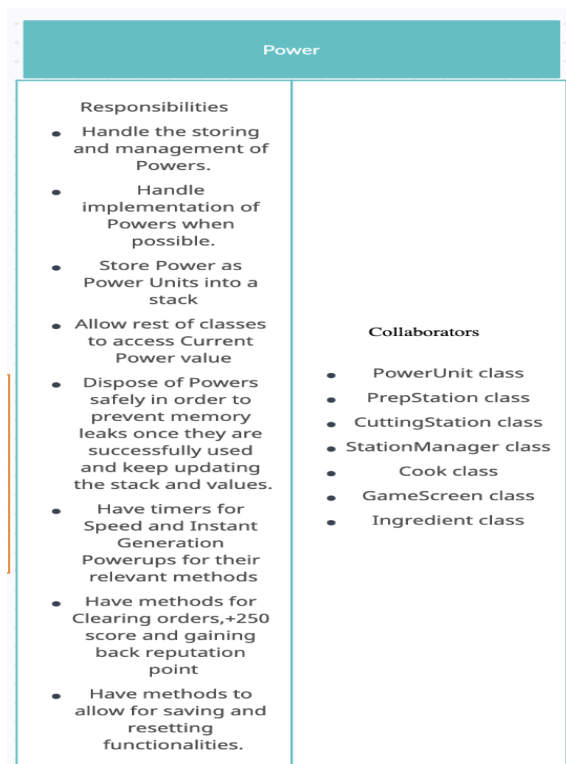 Power
Responsibilities
• Handle the storing
and management of
Powers.
• Handle
implementation of
Powers when
possible.
• Store Power as
Power Units into a
stack
• Allow rest of classes
to access Current
Power value
• Dispose of Powers
safely in order to
prevent memory
leaks once they are
successfully used
and keep updating
the stack and values.
• Have timers for
Speed and Instant
Generation
Powerups for their
relevant methods
• Have methods for
Clearing orders,+250
score and gaining
back reputation
point
• Have methods to
allow for saving and
resetting
functionalities.
Collaborators
• PowerUnit class
• PrepStation class
• CuttingStation class
• StationManager class
• Cook class
• GameScreen class
• Ingredient class